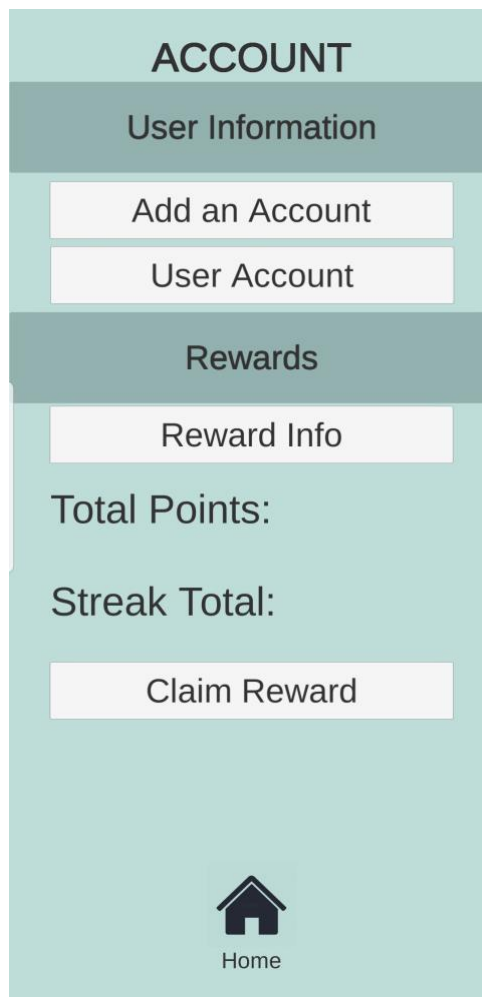 ACCOUNT
User Information
Add an Account
User Account
Rewards
Reward Info
Total Points:
Streak Total:
Claim Reward
Home